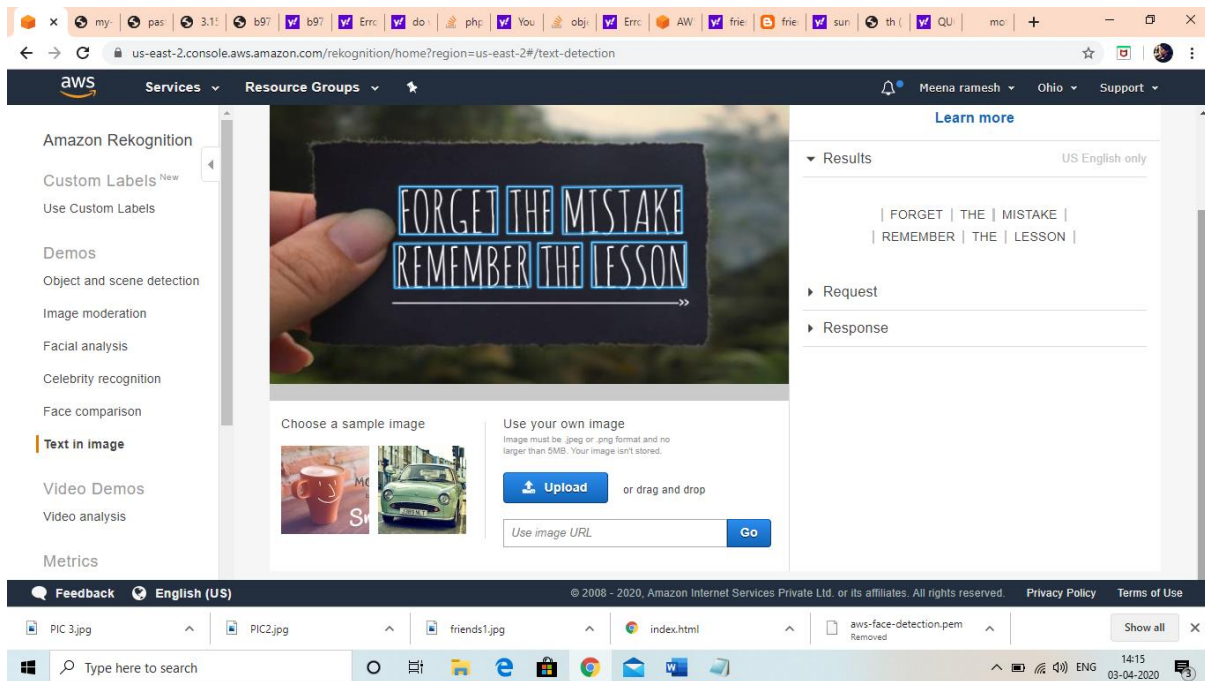 my-
pas
3.1
b97
b97
Erro
do
php
You
obj
Erro
AW
frie
frie
sun
th (
QU
mo
us-east-2.console.aws.amazon.com/rekognition/home?region=us-east-2#/text-detection
aws Services Resource Groups Meena ramesh Ohio Support
Amazon Rekognition
Custom Labels New
Use Custom Labels
Demos
Object and scene detection
Image moderation
Facial analysis
Celebrity recognition
Face comparison
Text in image
Video Demos
Video analysis
Metrics
FORGET THE MISTAKE
REMEMBER THE LESSON
Choose a sample image
Use your own image
Image must be .jpeg or .png format and no
larger than 5MB. Your image isn't stored.
Upload or drag and drop
Use image URL Go
Learn more
Results US English only
| FORGET | THE || MISTAKE |
| REMEMBER | THE | LESSON |
Request
Response
Feedback English (US) © 2008 - 2020, Amazon Internet Services Private Ltd. or its affiliates. All rights reserved. Privacy Policy Terms of Use
PIC 3.jpg PIC2.jpg friends1.jpg index.html aws-face-detection.pem Show all
Removed
Type here to search ENG 14:15
03-04-2020